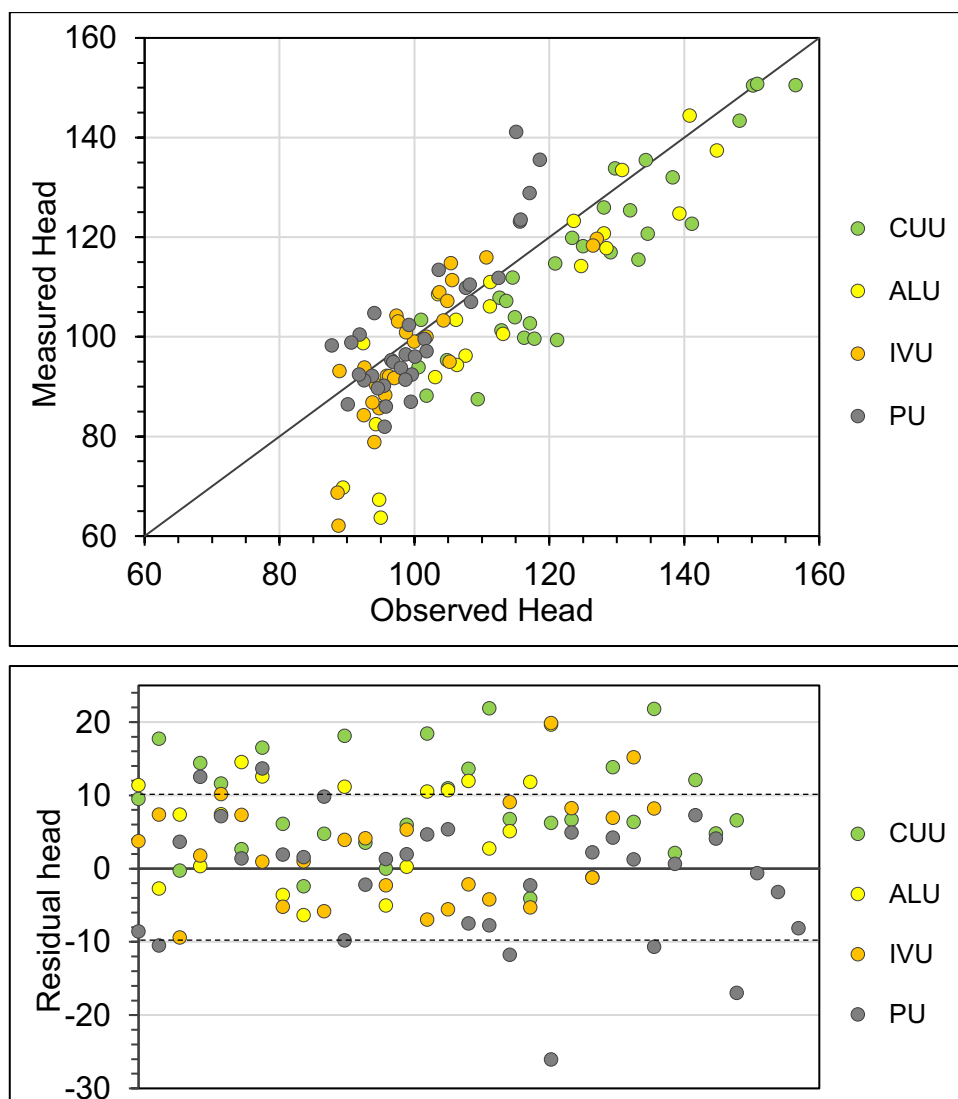 160
140
120
100
80
60
Measured Head
60
80
100
120
140
160
Observed Head
CUU
ALU
IVU
PU
20
10
0
-10
-20
-30
Residual head
CUU
ALU
IVU
PU